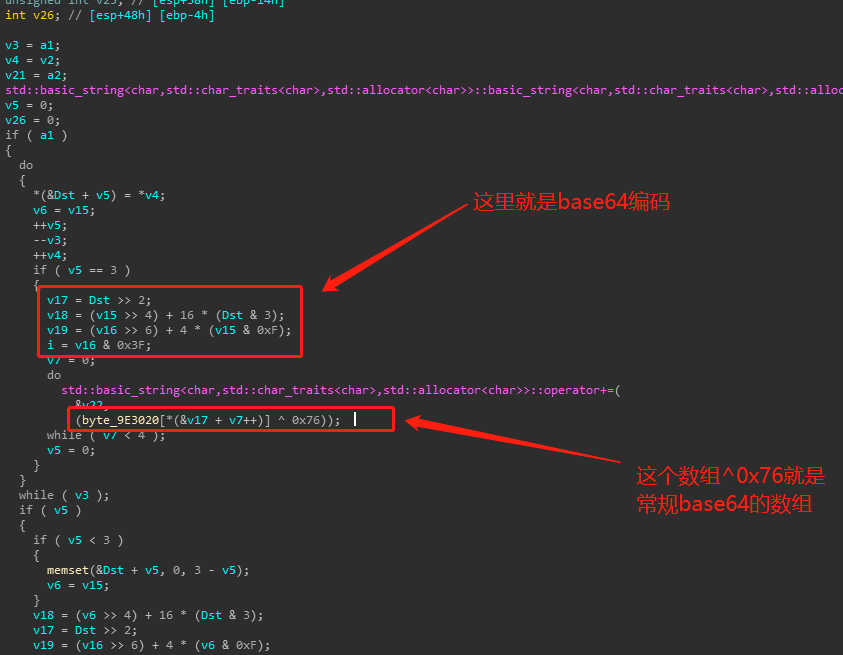 unsigned int v25; // [esp+38h] [ebp-14h]
int v26; // [esp+48h] [ebp-4h]
v3 = a1;
v4 = v2;
v21 = a2;
std::basic_string<char,std::char_traits<char>,std::allocator<char>>::basic_string<char,std::char_traits<char>,std::alloc
v5 = 0;
v26 = 0;
if ( a1 )
{
do
{
*(&Dst + v5) = *v4;
v6 = v15;
++v5;
--v3;
++v4;
if ( v5 == 3 )
{
v17 = Dst >> 2;
v18 = (v15 >> 4) + 16 * (Dst & 3);
v19 = (v16 >> 6) + 4 * (v15 & 0xF);
i = v16 & 0x3F;
v7 = 0;
do
std::basic_string<char,std::char_traits<char>,std::allocator<char>>::operator+=(
&v22,
(byte_9E3020[*(&v17 + v7++)] ^ 0x76));
while ( v7 < 4 );
v5 = 0;
}
}
while ( v3 );
if ( v5 )
{
if ( v5 < 3 )
{
memset(&Dst + v5, 0, 3 - v5);
v6 = v15;
}
v18 = (v6 >> 4) + 16 * (Dst & 3);
v17 = Dst >> 2;
v19 = (v16 >> 6) + 4 * (v6 & 0xF);
这里就是base64编码
这个数组^0x76就是
常规base64的数组